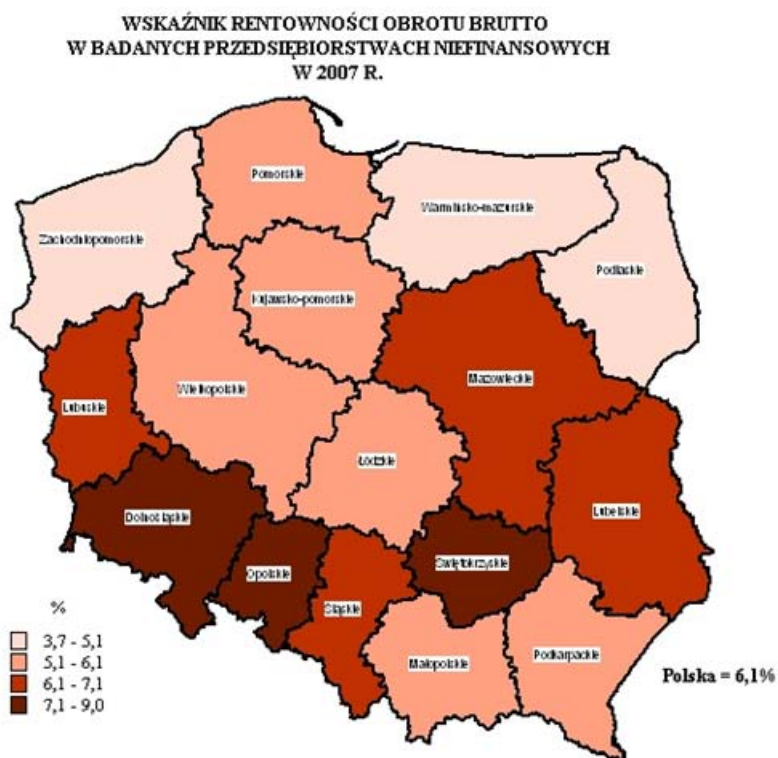 WSKAŹNIK RENTOWNOŚCI OBROTU BRUTTO
W BADANYCH PRZEDSIĘBIORSTWACH NIEFINANSOWYCH
W 2007 R.
Pomorskie
Warmińsko-mazurskie
Zachodniopomorskie
Podlaskie
Kujawsko-pomorskie
Mazowieckie
Wielkopolskie
Lubuskie
Łódzkie
Lubelskie
Dolnośląskie
Świętokrzyskie
Opolskie
Śląskie
Podkarpackie
Małopolskie
%
3,7 - 5,1
5,1 - 6,1
6,1 - 7,1
7,1 - 9,0
Polska = 6,1%